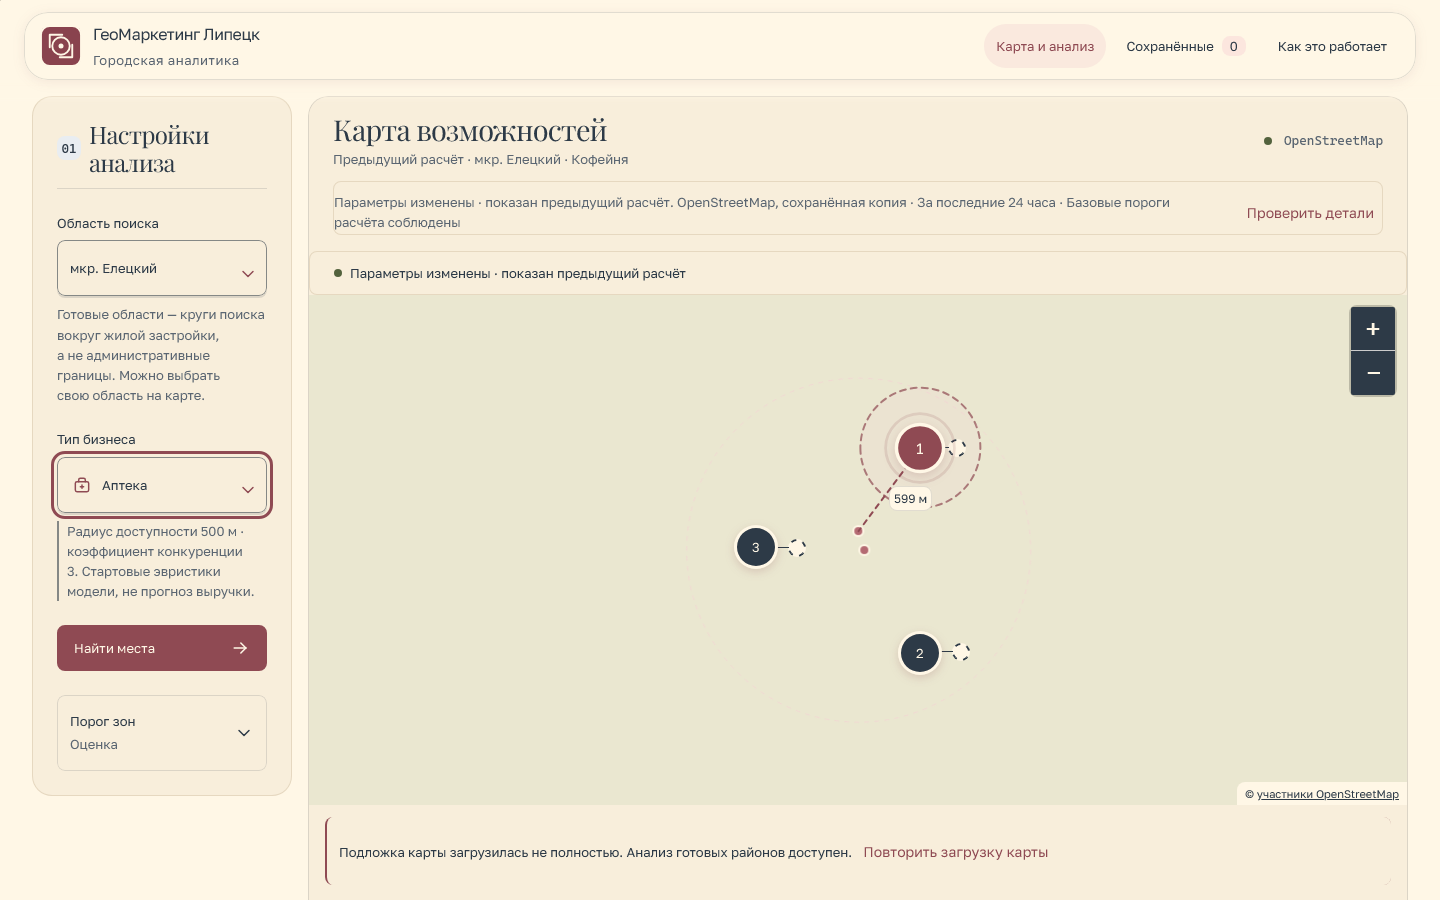 ГеоМаркетинг Липецк
Городская аналитика
Карта и анализ
Сохранённые 0
Как это работает
01
Настройки
анализа
Область поиска
мкр. Елецкий
Готовые области — круги поиска
вокруг жилой застройки,
а не административные
границы. Можно выбрать
свою область на карте.
Тип бизнеса
Аптека
Радиус доступности 500 м ·
коэффициент конкуренции
3. Стартовые эвристики
модели, не прогноз выручки.
Найти места
Порог зон
Оценка
Карта возможностей
Предыдущий расчёт · мкр. Елецкий · Кофейня
OpenStreetMap
Параметры изменены · показан предыдущий расчёт. OpenStreetMap, сохранённая копия · За последние 24 часа · Базовые пороги
расчёта соблюдены
Проверить детали
Параметры изменены · показан предыдущий расчёт
+
−
1
599 м
3
2
© участники OpenStreetMap
Подложка карты загрузилась не полностью. Анализ готовых районов доступен. Повторить загрузку карты